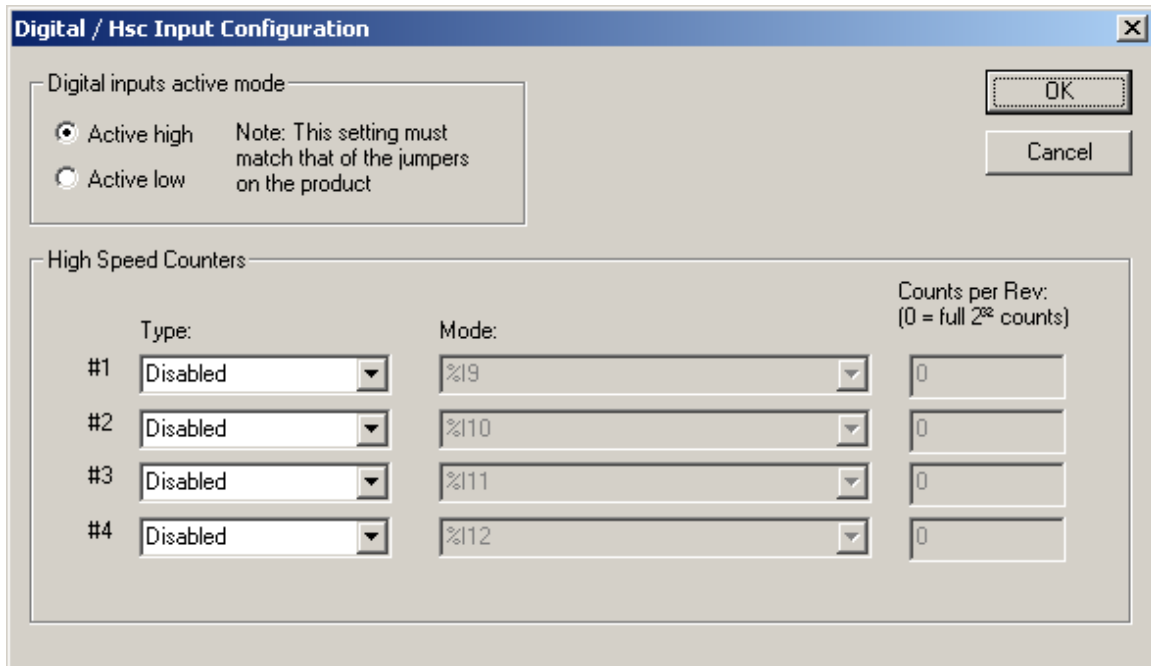 Digital / Hsc Input Configuration
Digital inputs active mode
Active high
Active low
Note: This setting must
match that of the jumpers
on the product
OK
Cancel
High Speed Counters
Type:
Mode:
Counts per Rev:
(0 = full 2³² counts)
#1 Disabled %I9 0
#2 Disabled %I10 0
#3 Disabled %I11 0
#4 Disabled %I12 0